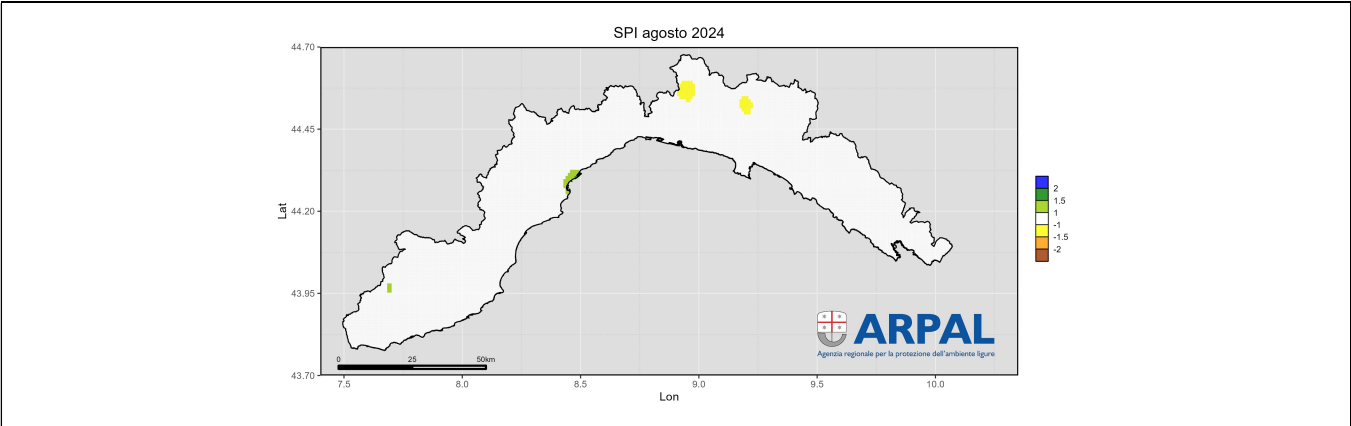 SPI agosto 2024
44.70
44.45
44.20
43.95
43.70
Lat
7.5 8.0 8.5 9.0 9.5 10.0
Lon
0 25 50km
2
1.5
1
-1
-1.5
-2
ARPAL
Agenzia regionale per la protezione dell'ambiente ligure